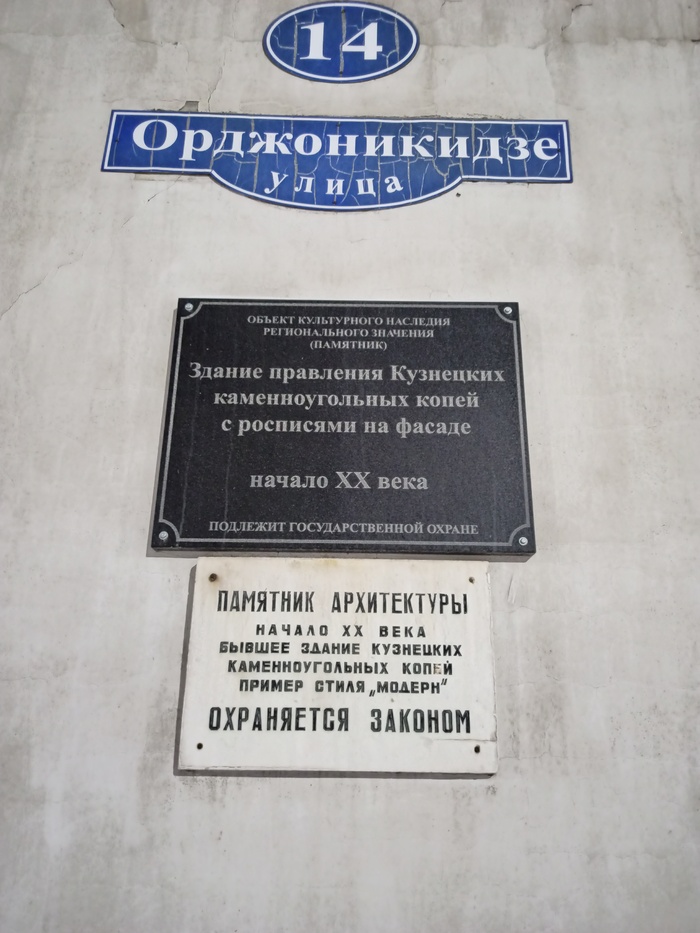 14
Орджоникидзе
улица
ОБЪЕКТ КУЛЬТУРНОГО НАСЛЕДИЯ
РЕГИОНАЛЬНОГО ЗНАЧЕНИЯ
(ПАМЯТНИК)
Здание правления Кузнецких
каменноугольных копей
с росписями на фасаде
начало XX века
ПОДЛЕЖИТ ГОСУДАРСТВЕННОЙ ОХРАНЕ
ПАМЯТНИК АРХИТЕКТУРЫ
НАЧАЛО XX ВЕКА
БЫВШЕЕ ЗДАНИЕ КУЗНЕЦКИХ
КАМЕННОУГОЛЬНЫХ КОПЕЙ
ПРИМЕР СТИЛЯ „МОДЕРН"
ОХРАНЯЕТСЯ ЗАКОНОМ